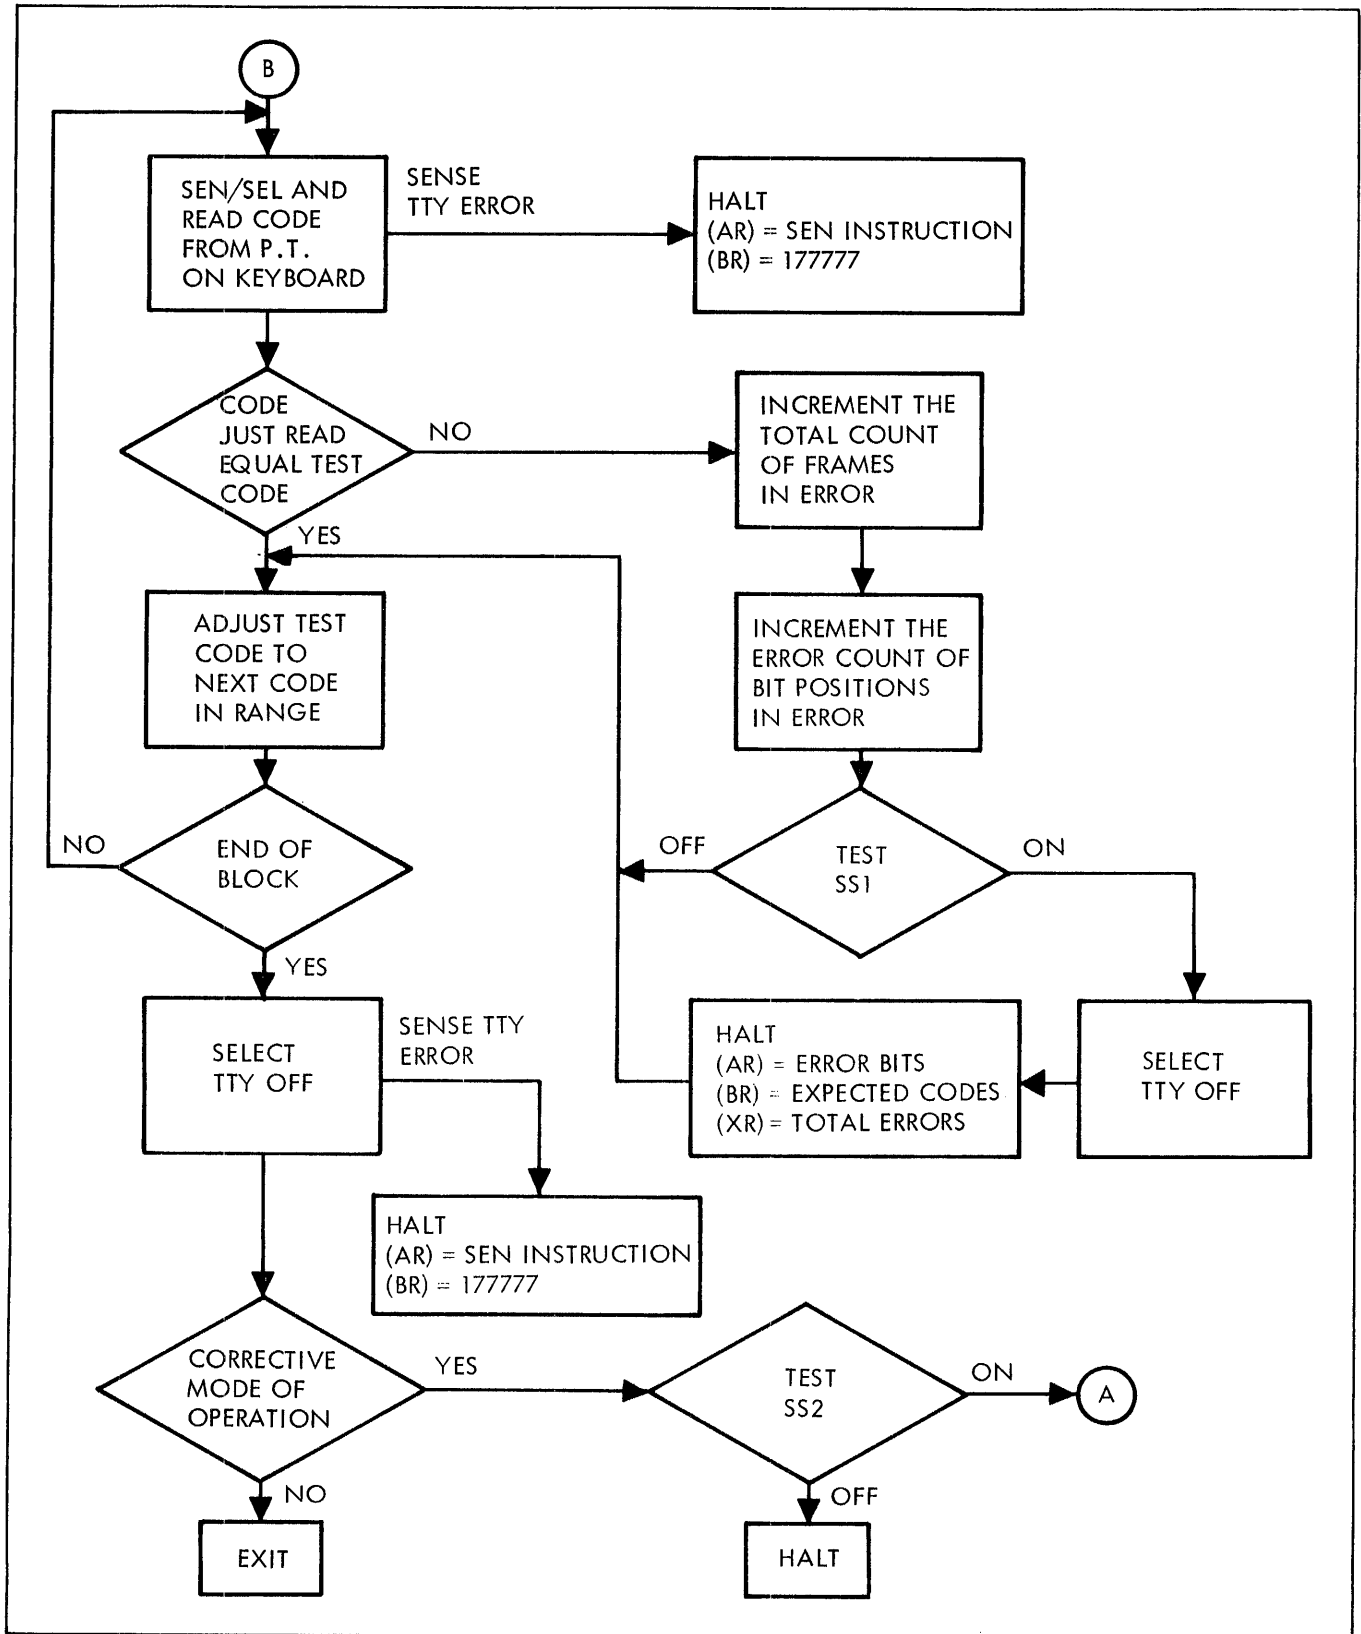 B
SEN/SEL AND
READ CODE
FROM P.T.
ON KEYBOARD
SENSE
TTY ERROR
HALT
(AR) = SEN INSTRUCTION
(BR) = 177777
CODE
JUST READ
EQUAL TEST
CODE
NO
INCREMENT THE
TOTAL COUNT
OF FRAMES
IN ERROR
YES
ADJUST TEST
CODE TO
NEXT CODE
IN RANGE
INCREMENT THE
ERROR COUNT OF
BIT POSITIONS
IN ERROR
NO
END OF
BLOCK
OFF
TEST
SS1
ON
YES
SELECT
TTY OFF
SENSE TTY
ERROR
HALT
(AR) = ERROR BITS
(BR) = EXPECTED CODES
(XR) = TOTAL ERRORS
SELECT
TTY OFF
HALT
(AR) = SEN INSTRUCTION
(BR) = 177777
CORRECTIVE
MODE OF
OPERATION
YES
TEST
SS2
ON
A
NO
OFF
EXIT
HALT